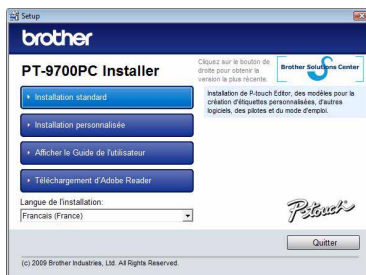 Setup
brother
PT-9700PC Installer
Cliquez sur le bouton de
droite pour obtenir la
version la plus récente.
Brother Solutions Center
Installation standard
Installation personnalisée
Afficher le Guide de l'utilisateur
Téléchargement d'Adobe Reader
Installation de P-touch Editor, des modèles pour la
création d'étiquettes personnalisées, d'autres
logiciels, des pilotes et du mode d'emploi.
Langue de l'installation:
Francais (France)
P-touch
Quitter
(c) 2009 Brother Industries, Ltd. All Rights Reserved.